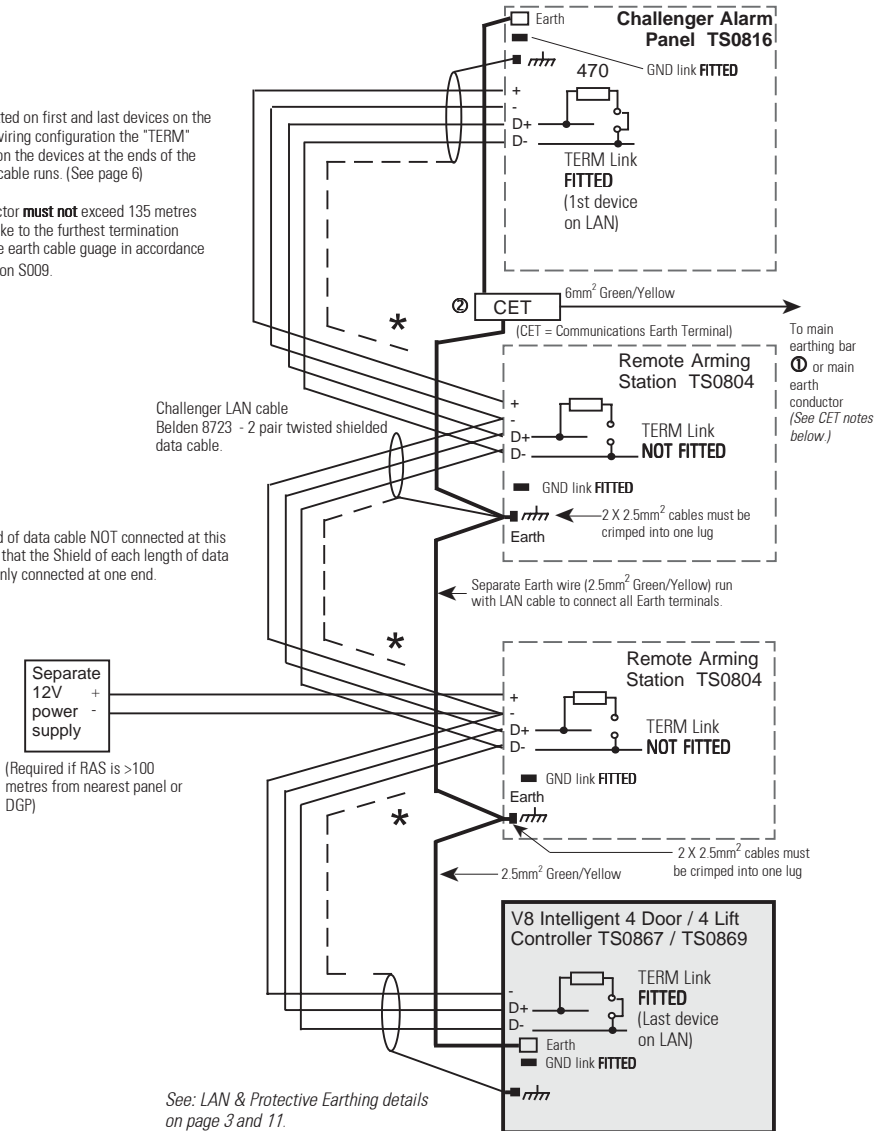 Earth
Challenger Alarm
Panel TS0816
GND link FITTED
470
+
-
D+
D-
TERM Link
FITTED
(1st device
on LAN)
ted on first and last devices on the
wiring configuration the "TERM"
on the devices at the ends of the
cable runs. (See page 6)
ctor must not exceed 135 metres
ke to the furthest termination
e earth cable guage in accordance
on S009.
② CET
6mm² Green/Yellow
(CET = Communications Earth Terminal)
To main
earthing bar
① or main
earth
conductor
(See CET notes
below.)
*
Remote Arming
Station TS0804
+
-
D+
D-
TERM Link
NOT FITTED
GND link FITTED
Earth
2 X 2.5mm² cables must be
crimped into one lug
Challenger LAN cable
Belden 8723 - 2 pair twisted shielded
data cable.
d of data cable NOT connected at this
that the Shield of each length of data
nly connected at one end.
Separate Earth wire (2.5mm² Green/Yellow) run
with LAN cable to connect all Earth terminals.
*
Separate
12V +
power -
supply
(Required if RAS is >100
metres from nearest panel or
DGP)
Remote Arming
Station TS0804
+
-
D+
D-
TERM Link
NOT FITTED
GND link FITTED
Earth
2 X 2.5mm² cables must
be crimped into one lug
*
2.5mm² Green/Yellow
V8 Intelligent 4 Door / 4 Lift
Controller TS0867 / TS0869
-
D+
D-
TERM Link
FITTED
(Last device
on LAN)
Earth
GND link FITTED
See: LAN & Protective Earthing details
on page 3 and 11.